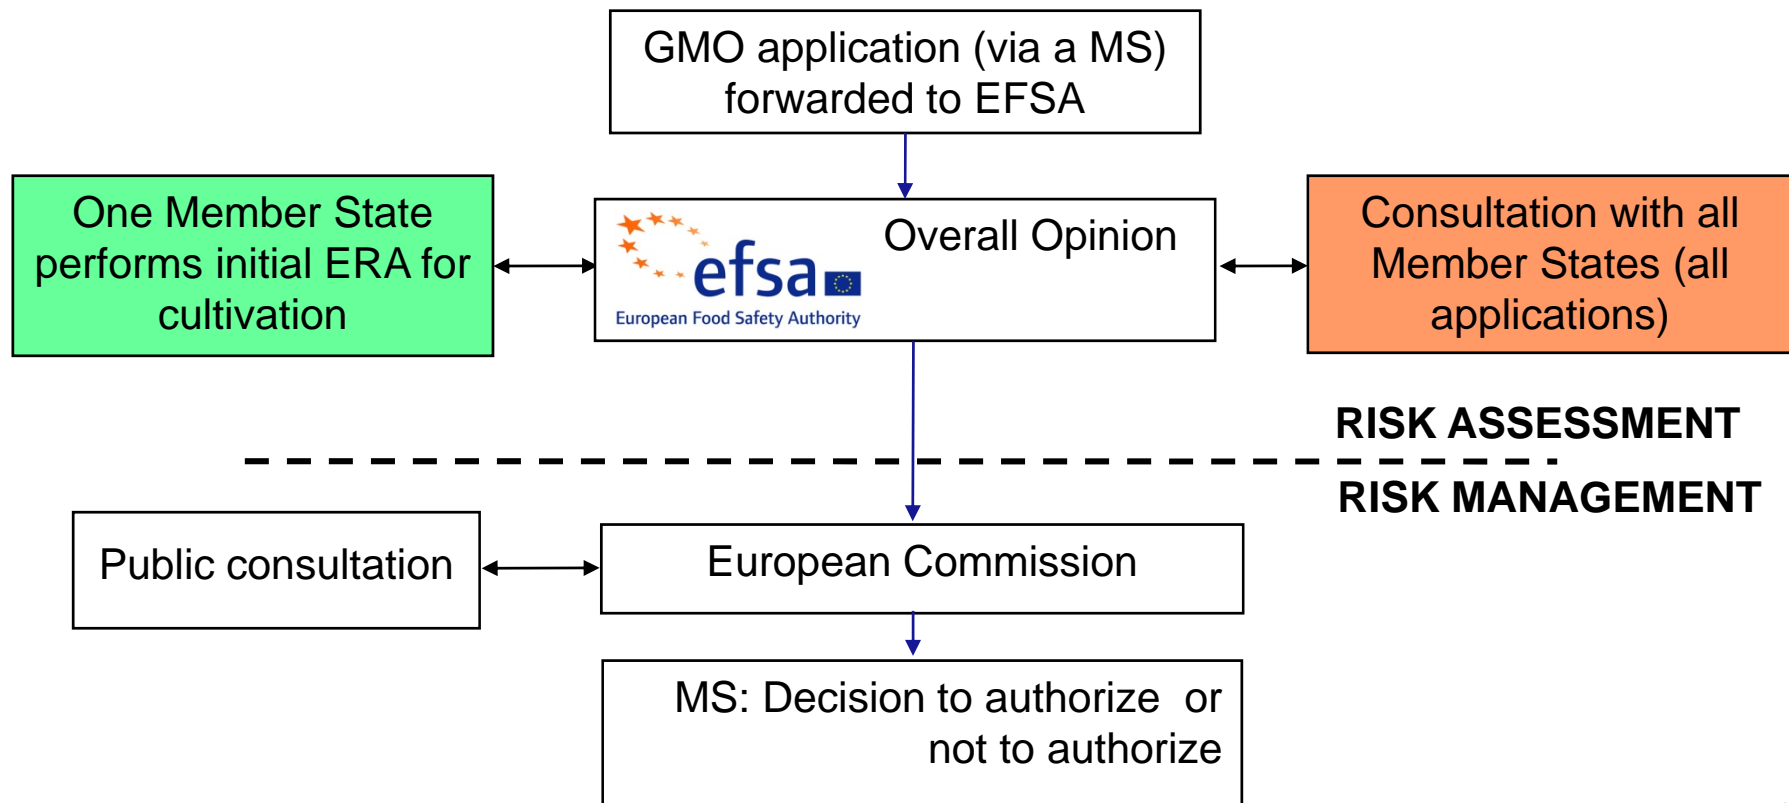 GMO application (via a MS)
forwarded to EFSA
One Member State
performs initial ERA for
cultivation
Overall Opinion
efsa
European Food Safety Authority
Consultation with all
Member States (all
applications)
RISK ASSESSMENT
RISK MANAGEMENT
Public consultation
European Commission
MS: Decision to authorize or
not to authorize